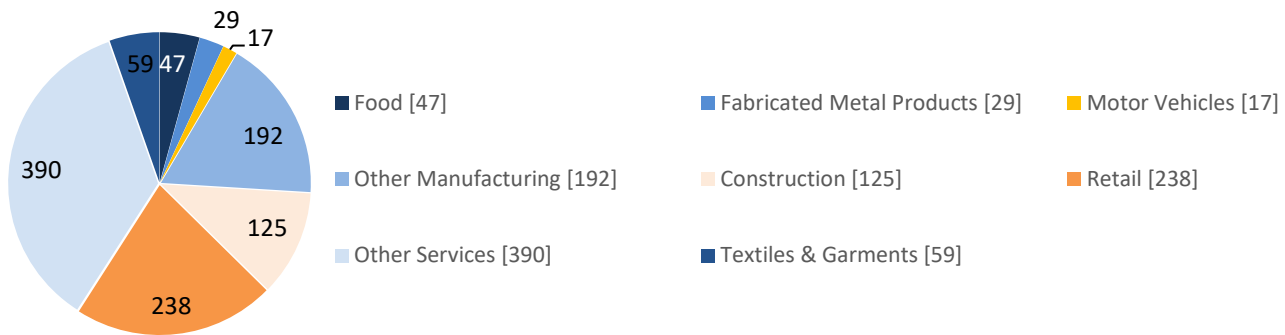 29
17
59 47
192
390
125
238
Food [47] Fabricated Metal Products [29] Motor Vehicles [17]
Other Manufacturing [192] Construction [125] Retail [238]
Other Services [390] Textiles & Garments [59]